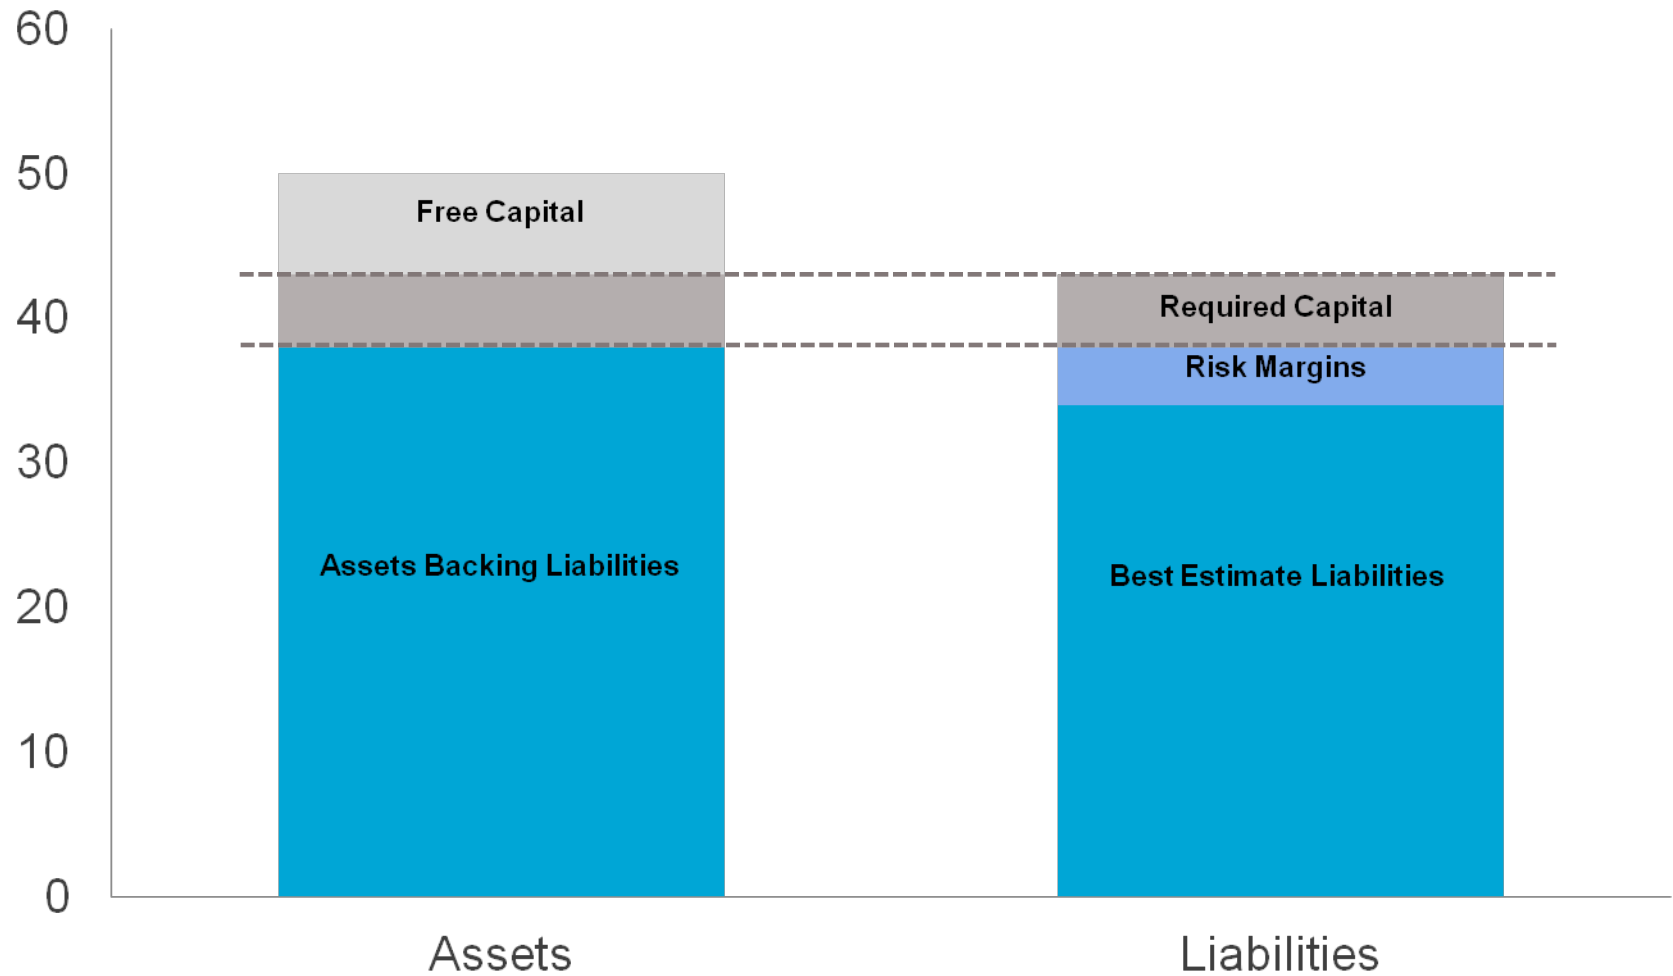 60
50
Free Capital
40
Required Capital
Risk Margins
30
Assets Backing Liabilities
Best Estimate Liabilities
20
10
0
Assets
Liabilities